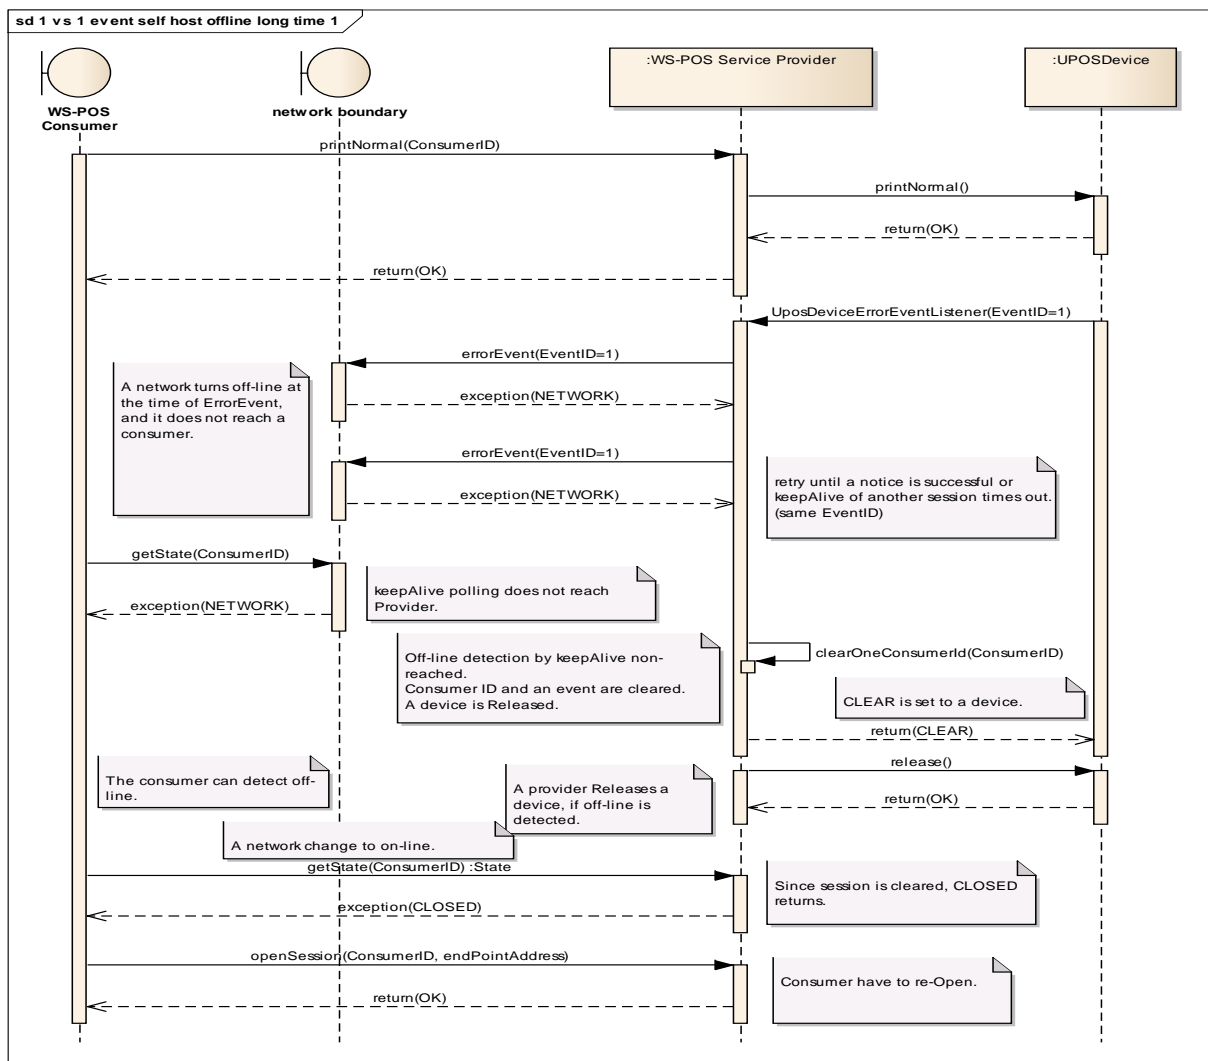 sd 1 vs 1 event self host offline long time 1
WS-POS
Consumer
network boundary
:WS-POS Service Provider
:UPOSDevice
printNormal(ConsumerID)
printNormal()
return(OK)
return(OK)
UposDeviceErrorEventListener(EventID=1)
errorEvent(EventID=1)
A network turns off-line at
the time of ErrorEvent,
and it does not reach a
consumer.
exception(NETWORK)
errorEvent(EventID=1)
exception(NETWORK)
retry until a notice is successful or
keepAlive of another session times out.
(same EventID)
getState(ConsumerID)
keepAlive polling does not reach
Provider.
exception(NETWORK)
Off-line detection by keepAlive non-
reached.
Consumer ID and an event are cleared.
A device is Released.
clearOneConsumerId(ConsumerID)
CLEAR is set to a device.
return(CLEAR)
The consumer can detect off-
line.
release()
A provider Releases a
device, if off-line is
detected.
return(OK)
A network change to on-line.
getState(ConsumerID) :State
Since session is cleared, CLOSED
returns.
exception(CLOSED)
openSession(ConsumerID, endPointAddress)
Consumer have to re-Open.
return(OK)